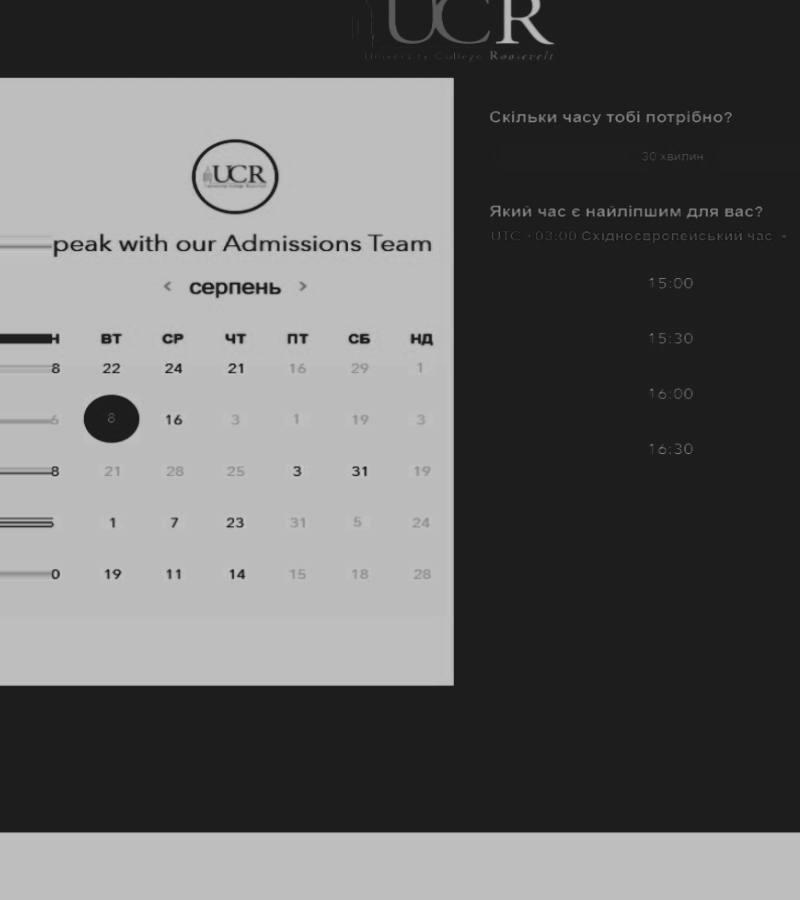 UCR
University College Roosevelt
UCR
peak with our Admissions Team
‹ серпень ›
Н ВТ СР ЧТ ПТ СБ НД
8 22 24 21 16 29 1
6 8 16 3 1 19 3
8 21 28 25 3 31 19
1 7 23 31 5 24
0 19 11 14 15 18 28
Скільки часу тобі потрібно?
30 хвилин
Який час є найліпшим для вас?
UTC +03:00 Східноєвропейський час
15:00
15:30
16:00
16:30